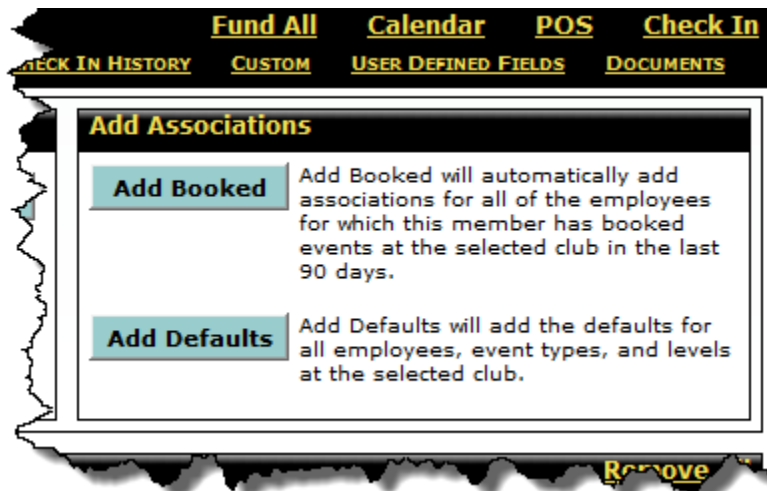 Fund All Calendar POS Check In
IN HISTORY CUSTOM USER DEFINED FIELDS DOCUMENTS
Add Associations
Add Booked
Add Booked will automatically add
associations for all of the employees
for which this member has booked
events at the selected club in the last
90 days.
Add Defaults
Add Defaults will add the defaults for
all employees, event types, and levels
at the selected club.
Remove